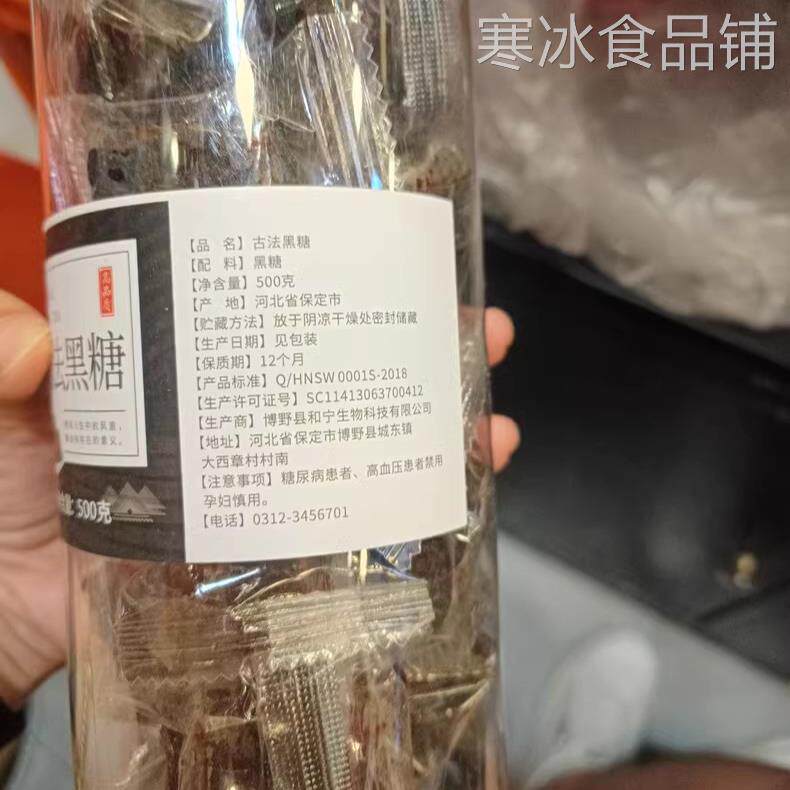 寒冰食品铺
【品 名】古法黑糖
【配 料】黑糖
【净含量】500克
【产 地】河北省保定市
【贮藏方法】放于阴凉干燥处密封储藏
【生产日期】见包装
【保质期】12个月
【产品标准】Q/HNSW 0001S-2018
【生产许可证号】SC11413063700412
【生产商】博野县和宁生物科技有限公司
【地址】河北省保定市博野县城东镇
大西章村村南
【注意事项】糖尿病患者、高血压患者禁用
孕妇慎用。
【电话】0312-3456701
高品质
法黑糖
500克